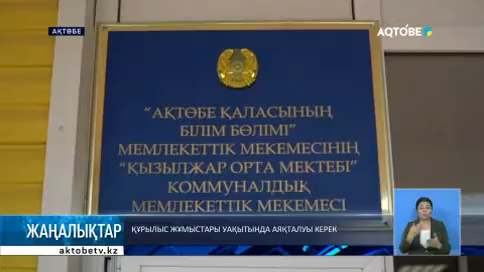 АҚТӨБЕ
AQTÖBE
"АҚТӨБЕ ҚАЛАСЫНЫҢ
БІЛІМ БӨЛІМІ"
МЕМЛЕКЕТТІК МЕКЕМЕСІНІҢ
"ҚЫЗЫЛЖАР ОРТА МЕКТЕБІ"
КОММУНАЛДЫҚ
МЕМЛЕКЕТТІК МЕКЕМЕСІ
ЖАҢАЛЫҚТАР
ҚҰРЫЛЫС ЖҰМЫСТАРЫ УАҚЫТЫНДА АЯҚТАЛУЫ КЕРЕК
aktobetv.kz